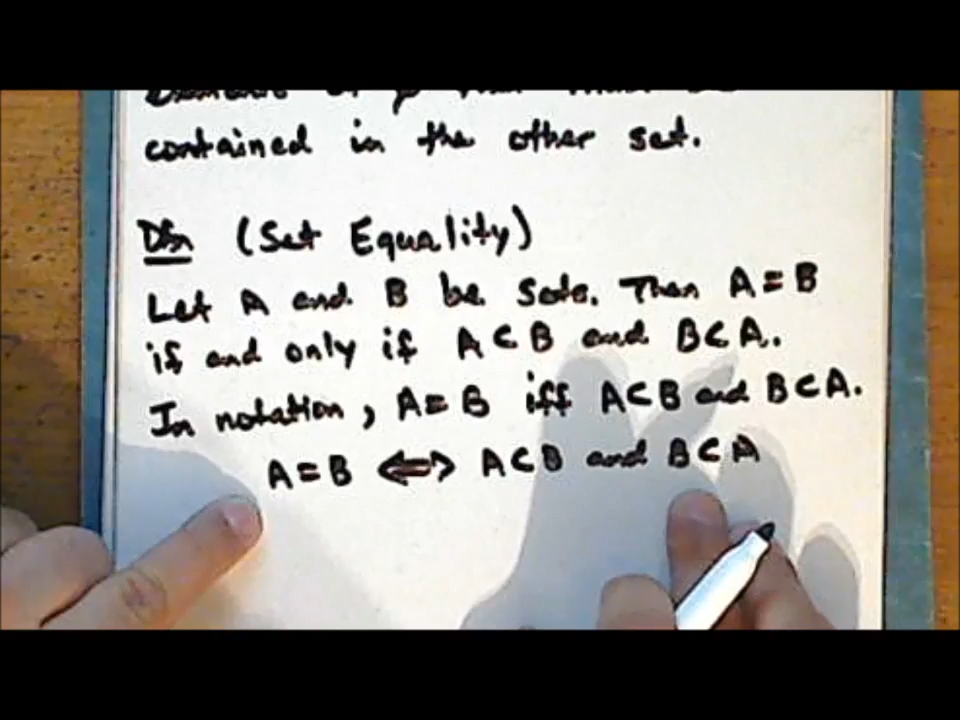 contained in the other set.
Dfn (Set Equality)
Let A and B be sets. Then A = B
if and only if A ⊂ B and B ⊂ A.
In notation, A = B iff A ⊂ B and B ⊂ A.
A = B ⟺ A ⊂ B and B ⊂ A